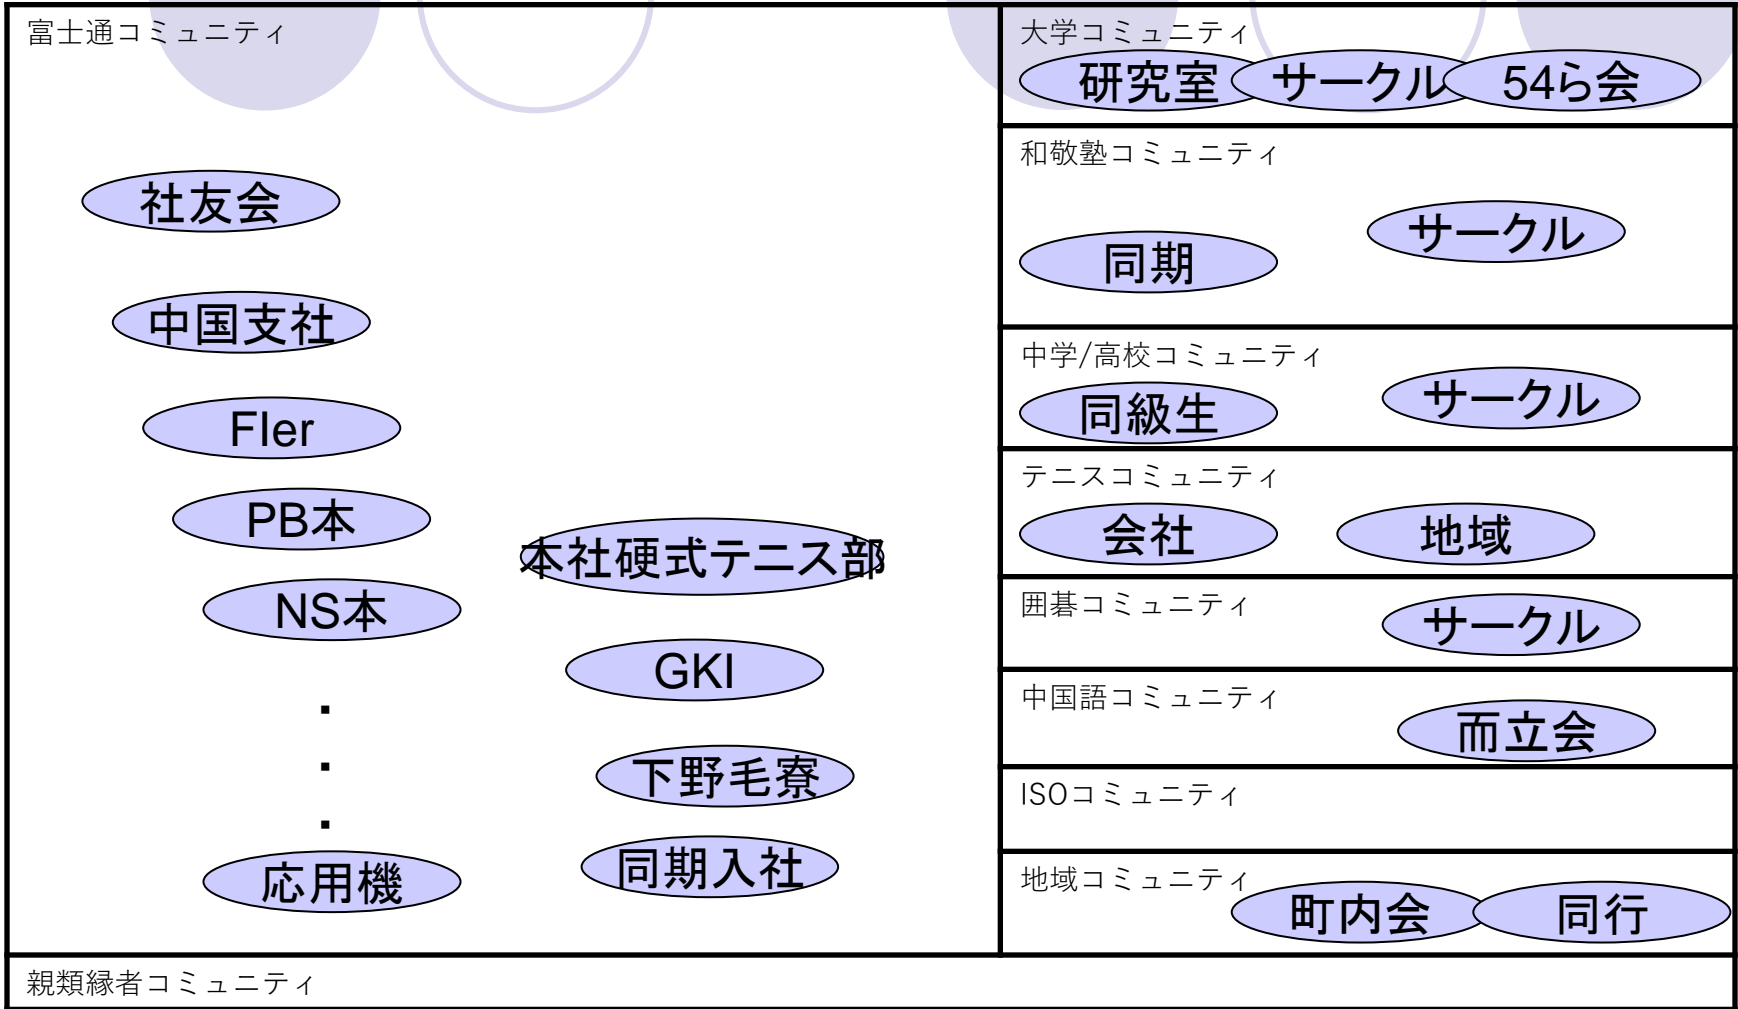 富士通コミュニティ
社友会
中国支社
FIer
PB本
NS本
・
・
・
応用機
本社硬式テニス部
GKI
下野毛寮
同期入社
大学コミュニティ
研究室 サークル 54ら会
和敬塾コミュニティ
同期 サークル
中学/高校コミュニティ
同級生 サークル
テニスコミュニティ
会社 地域
囲碁コミュニティ
サークル
中国語コミュニティ
而立会
ISOコミュニティ
地域コミュニティ
町内会 同行
親類縁者コミュニティ